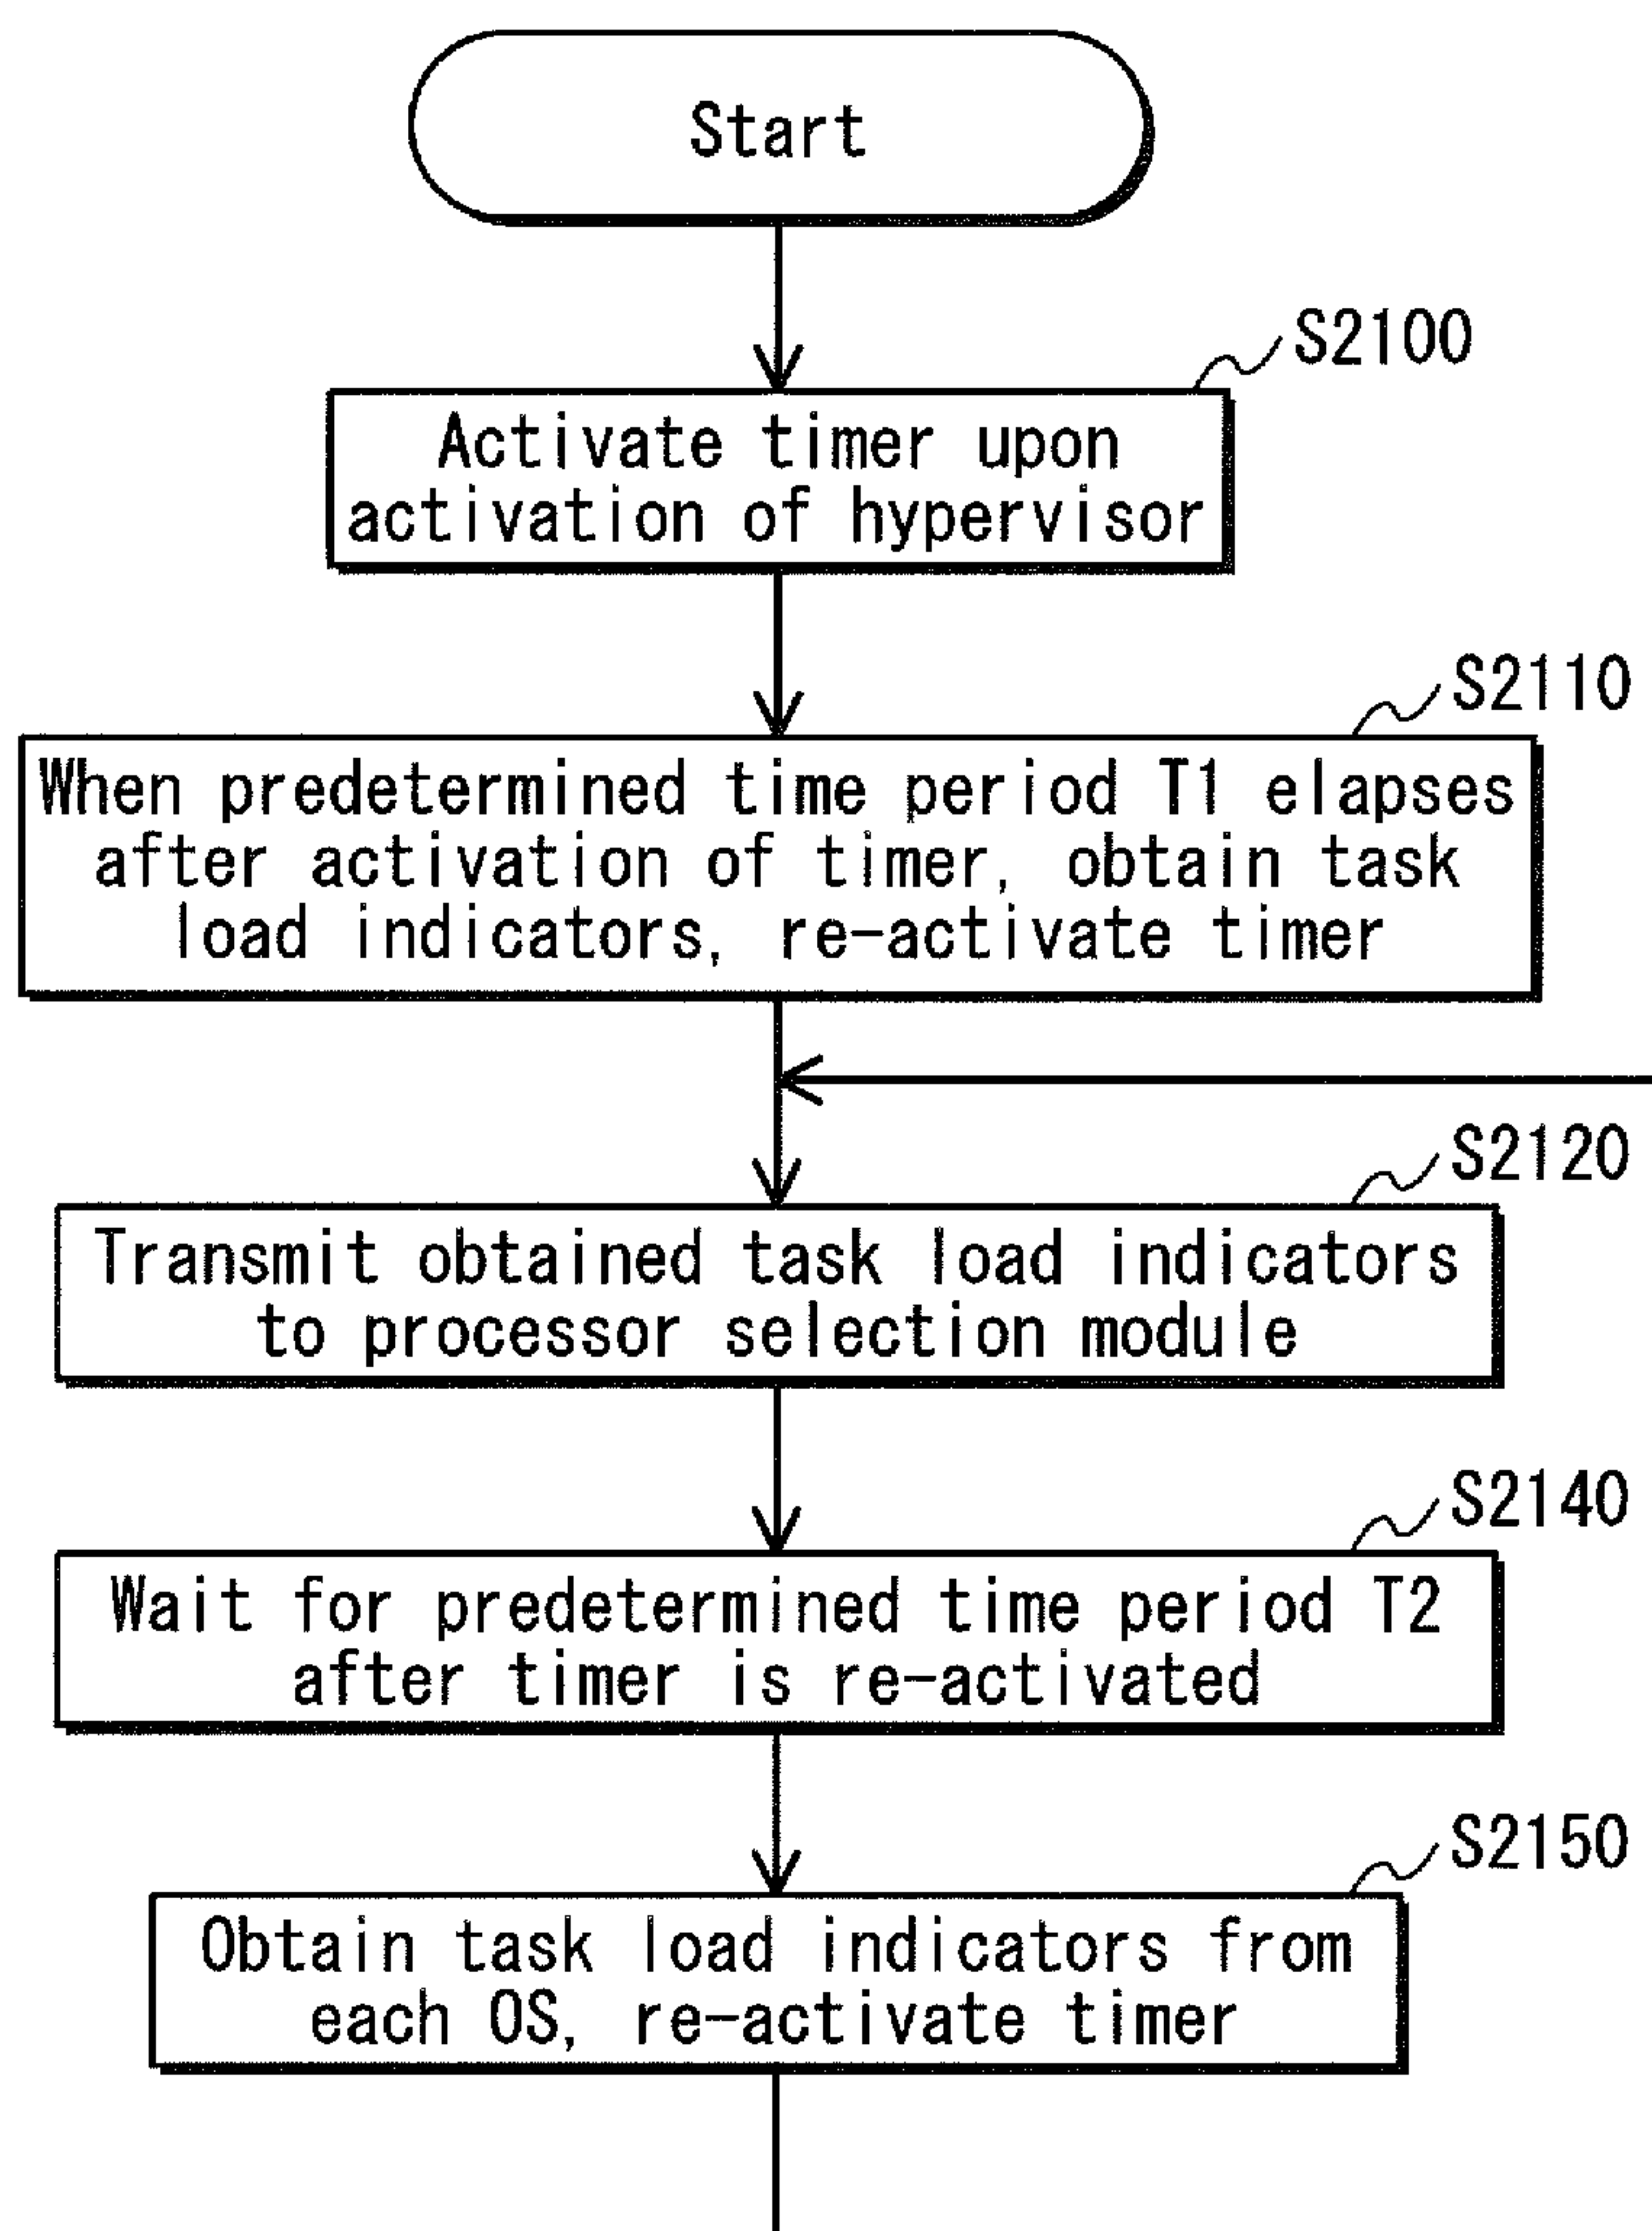 Start
S2100
Activate timer upon
activation of hypervisor
S2110
When predetermined time period T1 elapses
after activation of timer, obtain task
load indicators, re-activate timer
S2120
Transmit obtained task load indicators
to processor selection module
S2140
Wait for predetermined time period T2
after timer is re-activated
S2150
Obtain task load indicators from
each OS, re-activate timer